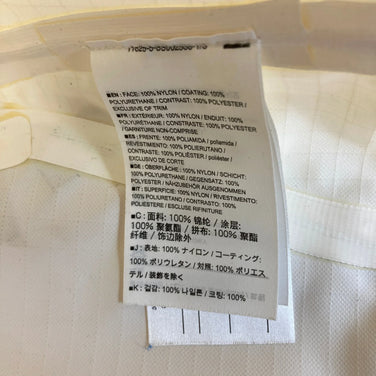 ■EN : FACE: 100% NYLON / COATING: 100%
POLYURETHANE / CONTRAST: 100% POLYESTER /
EXCLUSIVE OF TRIM
■FR : EXTÉRIEUR: 100% NYLON / ENDUIT: 100%
POLYURÉTHANE / CONTRASTE: 100% POLYESTER
/ GARNITURE NON-COMPRISE
■ES : FRENTE: 100% POLIAMIDA / poliamida /
REVESTIMIENTO: 100% POLIERUTANO /
CONTRASTE: 100% POLIÉSTER / poliéster /
EXCLUSIVO DE CORTE
■DE : OBERFLÄCHE: 100% NYLON / SCHICHT:
100% POLYURETHANE / GEGENSATZ: 100%
POLYESTER / NÄHZUBEHÖR AUSGENOMMEN
■IT : SUPERFICIE: 100% NYLON / RIVESTIMENTO:
100% POLIURETANO / CONTRASTO: 100%
POLIESTERE / ESCLUSO RIFINITURE
■C : 面料: 100% 锦纶 / 涂层:
100% 聚氨酯 / 拼布: 100% 聚酯
纤维 / 饰边除外
■J : 表地: 100% ナイロン / コーティング:
100% ポリウレタン / 対照: 100% ポリエス
テル / 装飾を除く
■K : 겉감: 100% 나일론 / 코팅: 100%